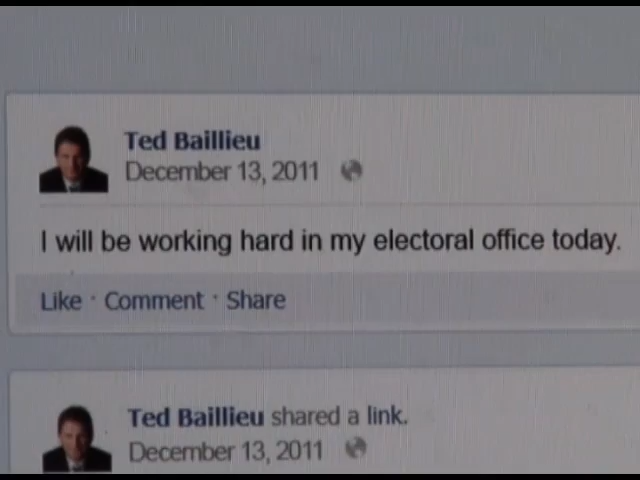 Ted Baillieu
December 13, 2011
I will be working hard in my electoral office today.
Like · Comment · Share
Ted Baillieu shared a link.
December 13, 2011